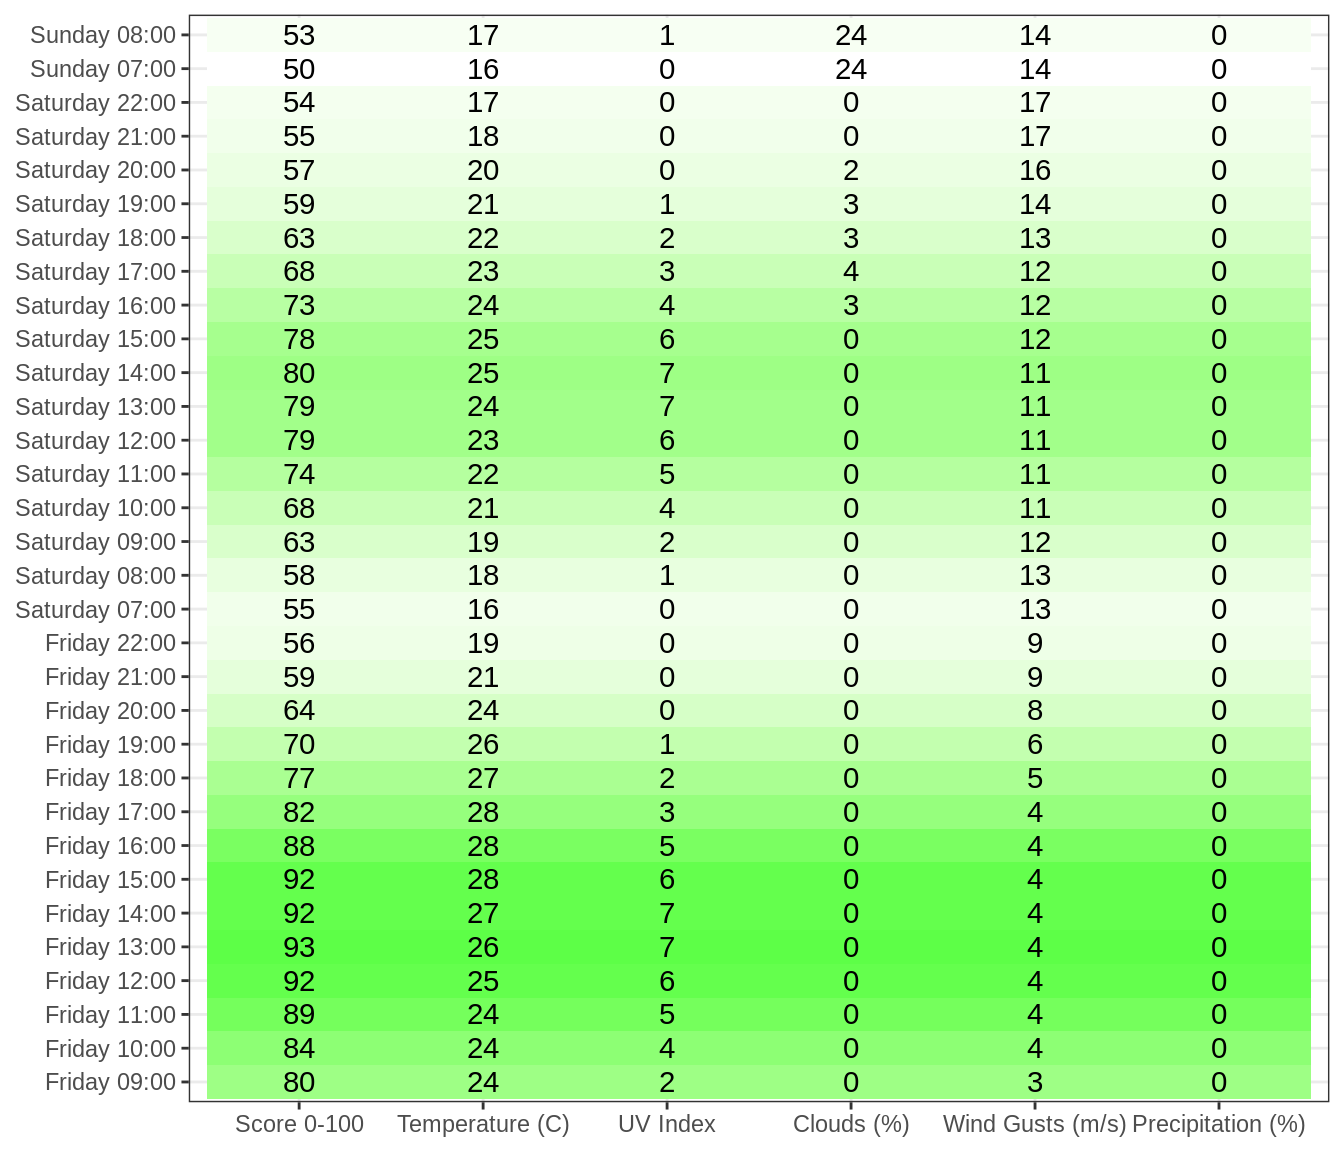 Sunday 08:00 53 17 1 24 14 0
Sunday 07:00 50 16 0 24 14 0
Saturday 22:00 54 17 0 0 17 0
Saturday 21:00 55 18 0 0 17 0
Saturday 20:00 57 20 0 2 16 0
Saturday 19:00 59 21 1 3 14 0
Saturday 18:00 63 22 2 3 13 0
Saturday 17:00 68 23 3 4 12 0
Saturday 16:00 73 24 4 3 12 0
Saturday 15:00 78 25 6 0 12 0
Saturday 14:00 80 25 7 0 11 0
Saturday 13:00 79 24 7 0 11 0
Saturday 12:00 79 23 6 0 11 0
Saturday 11:00 74 22 5 0 11 0
Saturday 10:00 68 21 4 0 11 0
Saturday 09:00 63 19 2 0 12 0
Saturday 08:00 58 18 1 0 13 0
Saturday 07:00 55 16 0 0 13 0
Friday 22:00 56 19 0 0 9 0
Friday 21:00 59 21 0 0 9 0
Friday 20:00 64 24 0 0 8 0
Friday 19:00 70 26 1 0 6 0
Friday 18:00 77 27 2 0 5 0
Friday 17:00 82 28 3 0 4 0
Friday 16:00 88 28 5 0 4 0
Friday 15:00 92 28 6 0 4 0
Friday 14:00 92 27 7 0 4 0
Friday 13:00 93 26 7 0 4 0
Friday 12:00 92 25 6 0 4 0
Friday 11:00 89 24 5 0 4 0
Friday 10:00 84 24 4 0 4 0
Friday 09:00 80 24 2 0 3 0
Score 0-100 Temperature (C) UV Index Clouds (%) Wind Gusts (m/s) Precipitation (%)